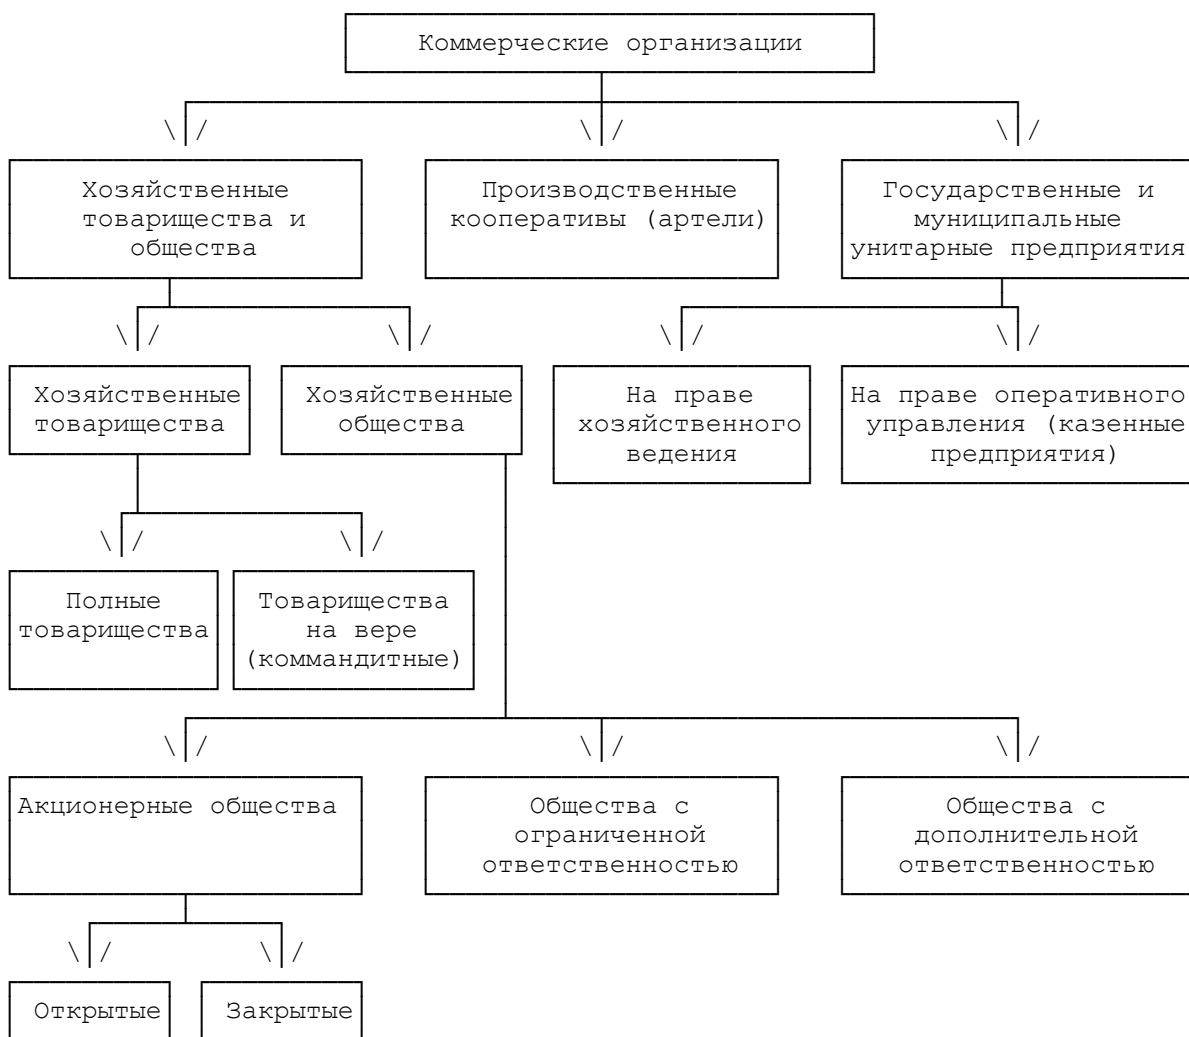 Коммерческие организации
Хозяйственные
товарищества и
общества
Производственные
кооперативы (артели)
Государственные и
муниципальные
унитарные предприятия
Хозяйственные
товарищества
Хозяйственные
общества
На праве
хозяйственного
ведения
На праве оперативного
управления (казенные
предприятия)
Полные
товарищества
Товарищества
на вере
(коммандитные)
Акционерные общества
Общества с
ограниченной
ответственностью
Общества с
дополнительной
ответственностью
Открытые
Закрытые